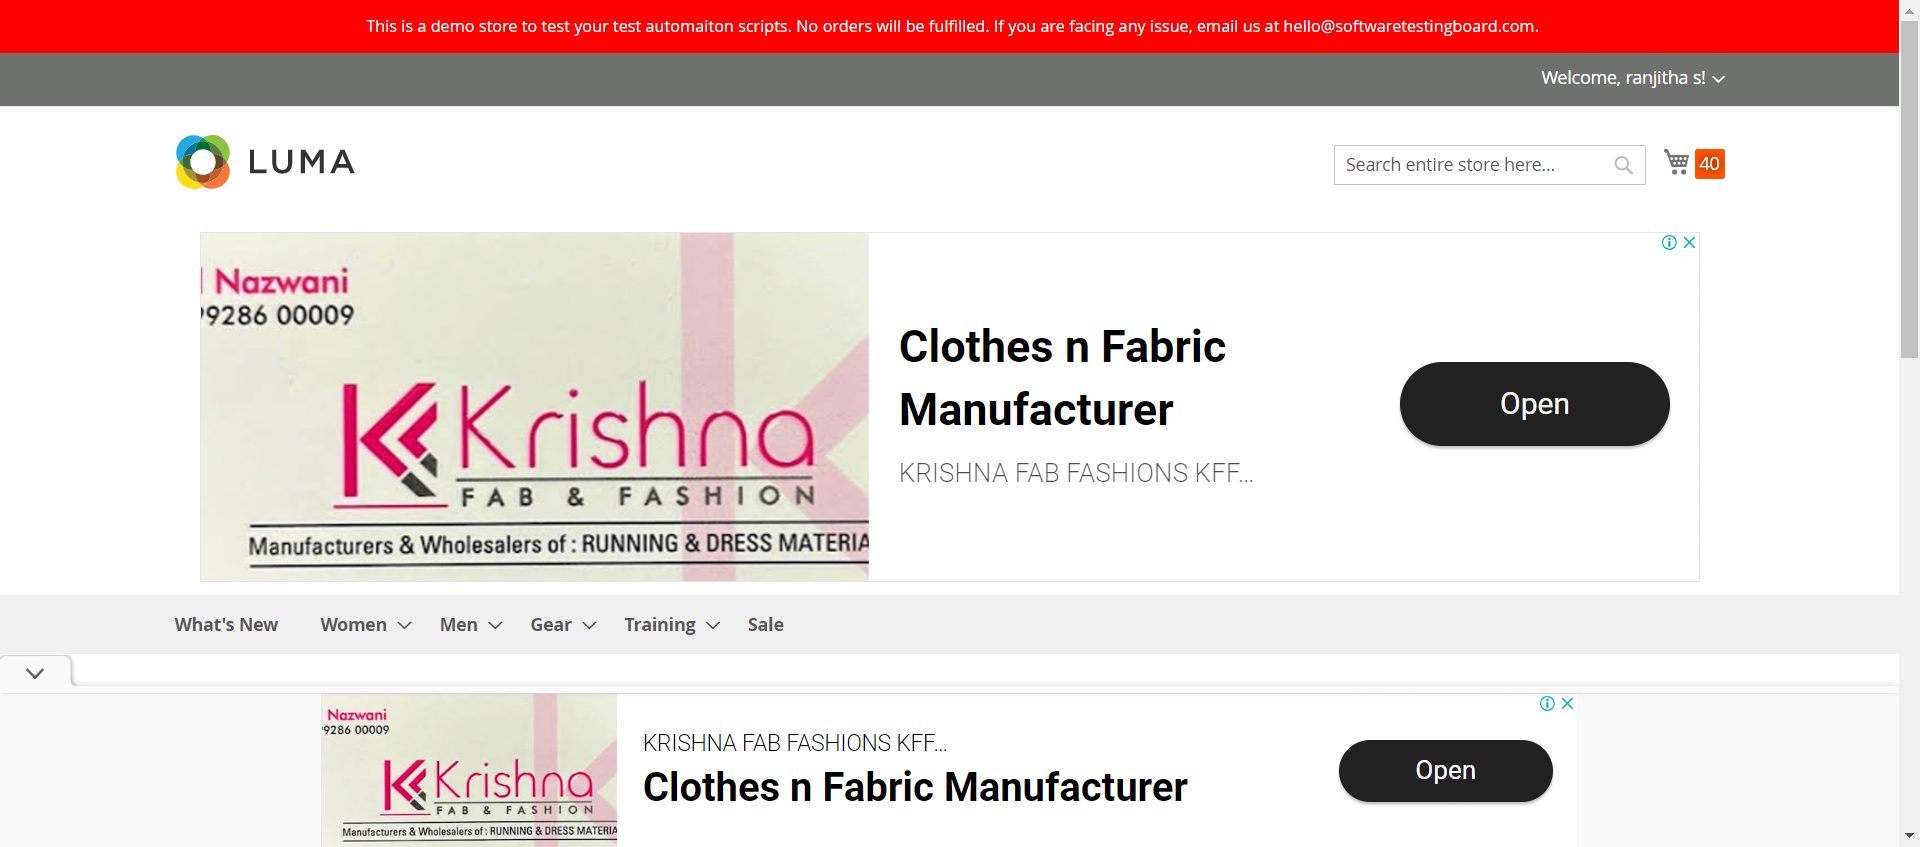 This is a demo store to test your test automaiton scripts. No orders will be fulfilled. If you are facing any issue, email us at hello@softwaretestingboard.com.
Welcome, ranjitha s!
LUMA
Search entire store here...
40
Nazwani
99286 00009
Krishna
FAB & FASHION
Manufacturers & Wholesalers of : RUNNING & DRESS MATERIA
Clothes n Fabric
Manufacturer
KRISHNA FAB FASHIONS KFF...
Open
What's New
Women
Men
Gear
Training
Sale
Nazwani
99286 00009
Krishna
FAB & FASHION
Manufacturers & Wholesalers of : RUNNING & DRESS MATERIA
KRISHNA FAB FASHIONS KFF...
Clothes n Fabric Manufacturer
Open